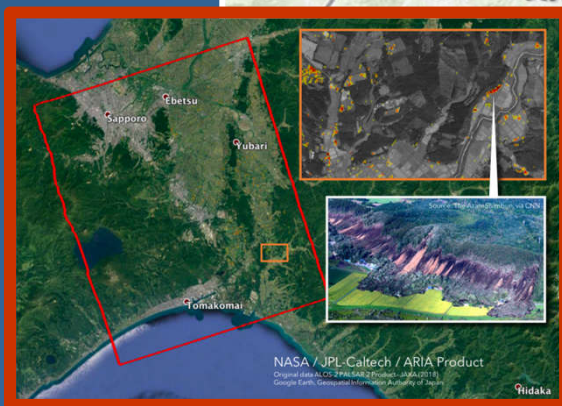 Ebetsu
Sapporo
Yubari
Source: The Asahi Shimbun, via CNN
Tomakomai
NASA / JPL-Caltech / ARIA Product
Original data ALOS-2 PALSAR-2 Product - JAXA (2018)
Google Earth, Geospatial Information Authority of Japan
Hidaka